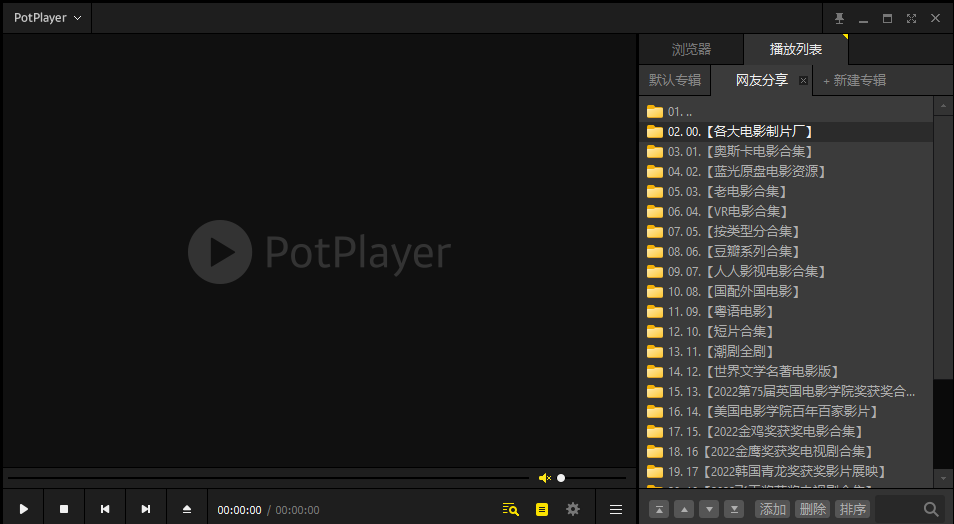 PotPlayer
浏览器 播放列表
默认专辑 网友分享 + 新建专辑
01. ..
02. 00.【各大电影制片厂】
03. 01.【奥斯卡电影合集】
04. 02.【蓝光原盘电影资源】
05. 03.【老电影合集】
06. 04.【VR电影合集】
07. 05.【按类型分合集】
08. 06.【豆瓣系列合集】
09. 07.【人人影视电影合集】
10. 08.【国配外国电影】
11. 09.【粤语电影】
12. 10.【短片合集】
13. 11.【潮剧全剧】
14. 12.【世界文学名著电影版】
15. 13.【2022第75届英国电影学院奖获奖合...
16. 14.【美国电影学院百年百家影片】
17. 15.【2022金鸡奖获奖电影合集】
18. 16【2022金鹰奖获奖电视剧合集】
19. 17【2022韩国青龙奖获奖影片展映】
PotPlayer
00:00:00 / 00:00:00
添加 删除 排序